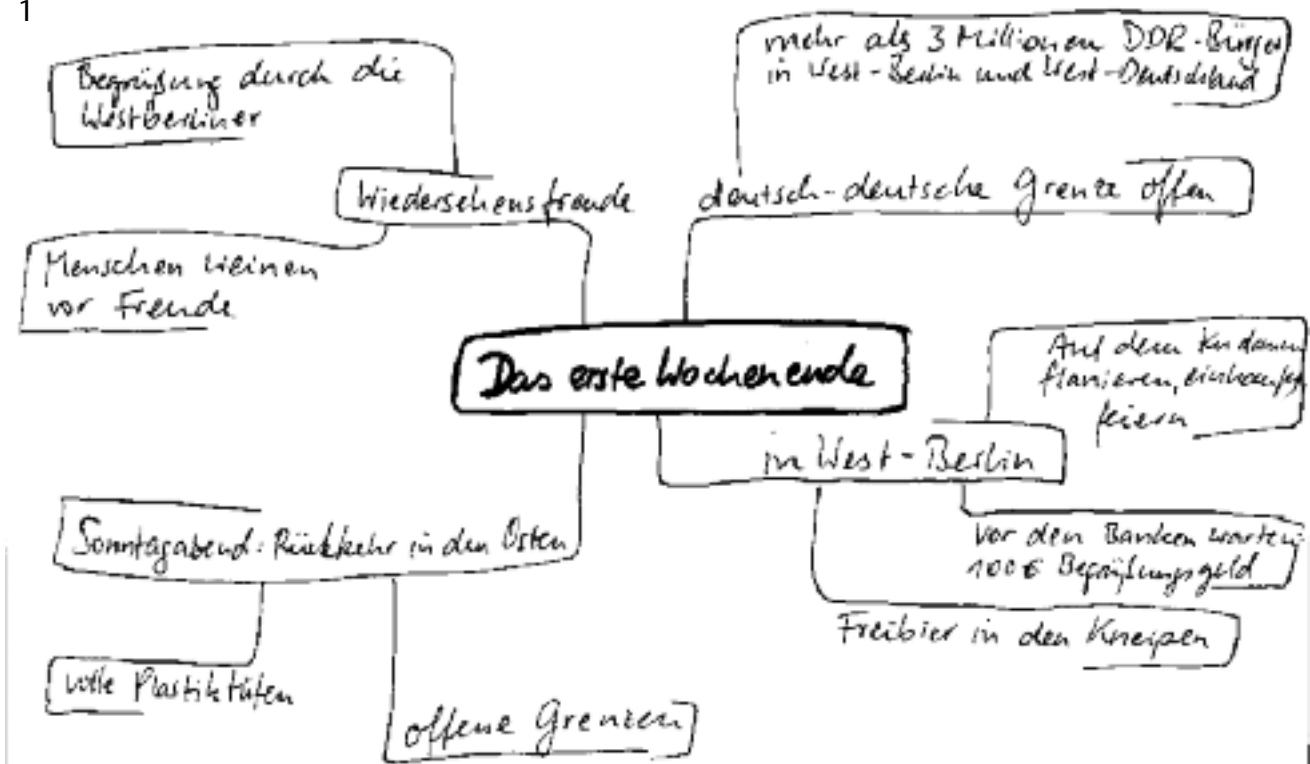 1
Begrüßung durch die
Westberliner
mehr als 3 Millionen DDR-Bürger
in West-Berlin und West-Deutschland
Wiedersehensfreude
deutsch-deutsche Grenze offen
Menschen weinen
vor Freude
Das erste Wochenende
Auf dem Kudamm
flanieren, einkaufen
feiern
in West-Berlin
Sonntagabend: Rückkehr in den Osten
Vor den Banken warten:
100 € Begrüßungsgeld
Freibier in den Kneipen
volle Plastiktüten
offene Grenzen